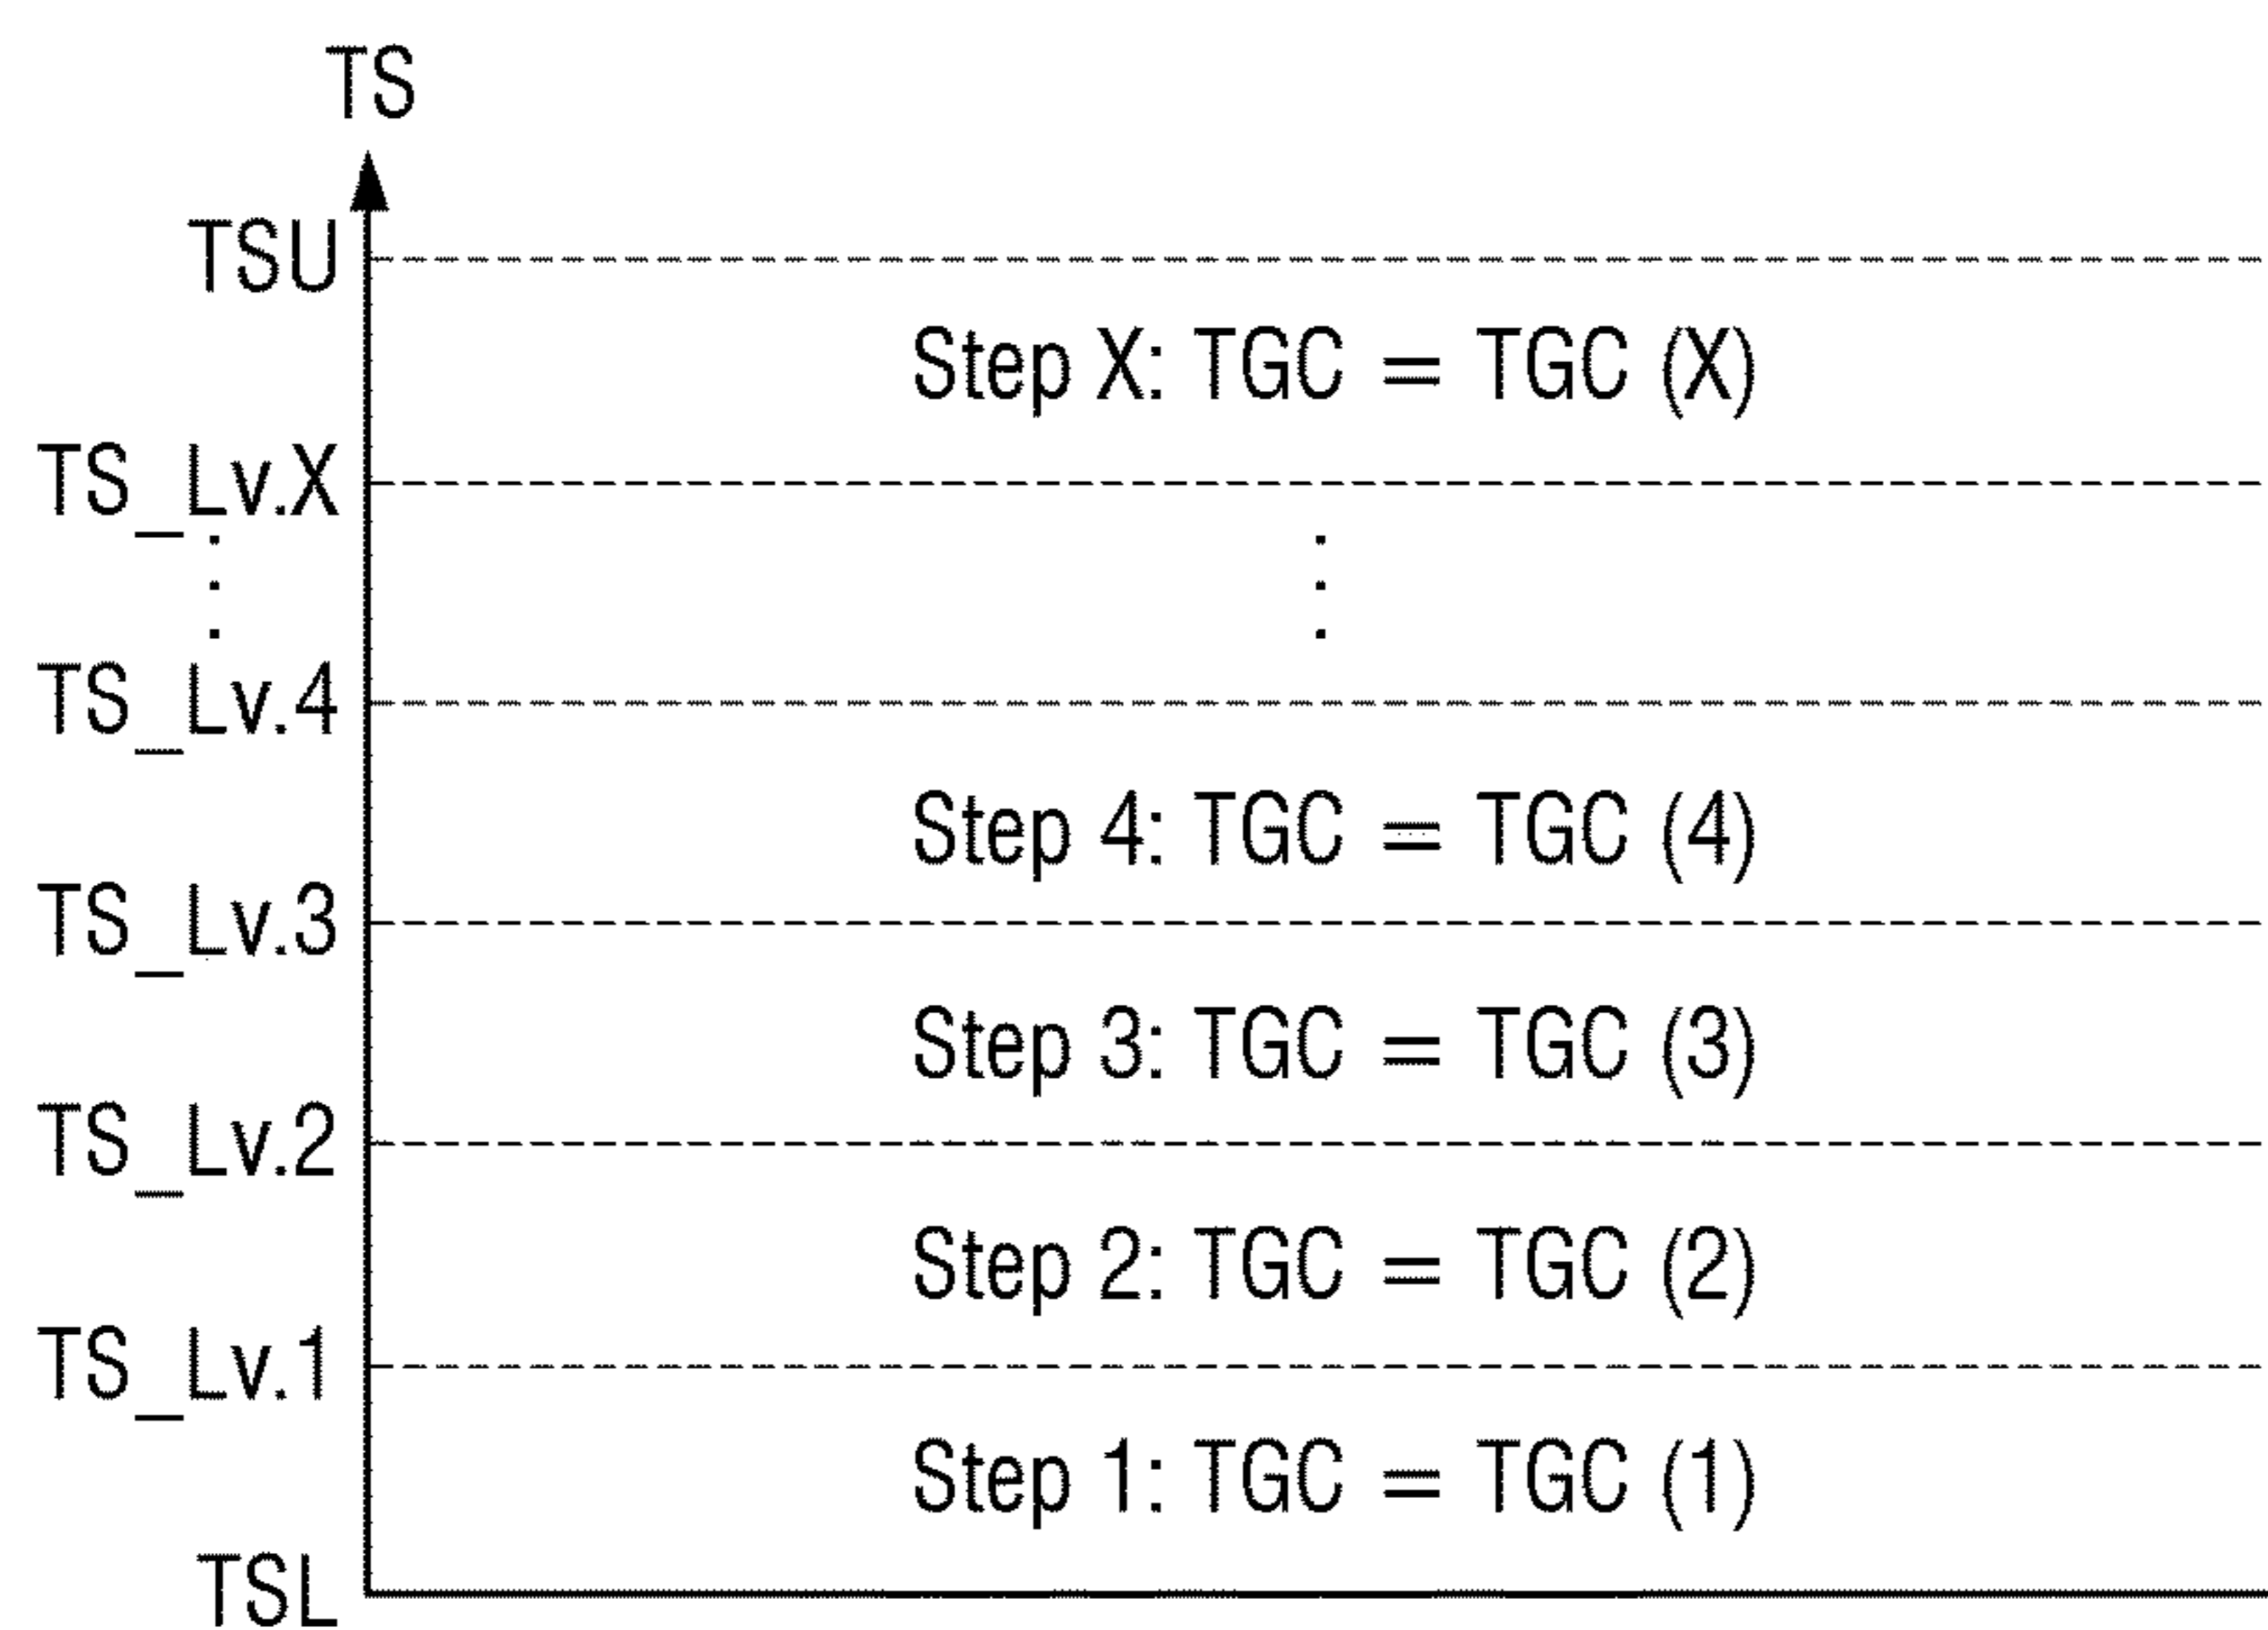 TS
TSU
Step X: TGC = TGC (X)
TS_Lv.X
TS_Lv.4
Step 4: TGC = TGC (4)
TS_Lv.3
Step 3: TGC = TGC (3)
TS_Lv.2
Step 2: TGC = TGC (2)
TS_Lv.1
Step 1: TGC = TGC (1)
TSL